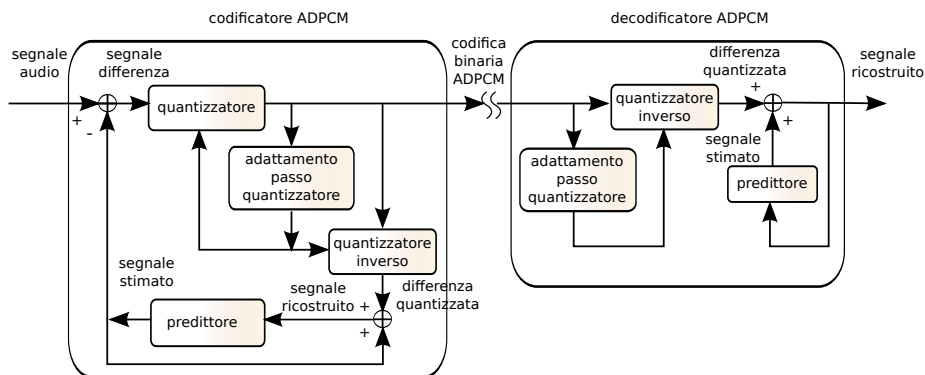 codificatore ADPCM
decodificatore ADPCM
segnale
audio
segnale
differenza
codifica
binaria
ADPCM
differenza
quantizzata
segnale
ricostruito
quantizzatore
+
-
quantizzatore
inverso
+
+
segnale
stimato
adattamento
passo
quantizzatore
adattamento
passo
quantizzatore
predittore
quantizzatore
inverso
segnale
stimato
segnale
ricostruito
differenza
quantizzata
predittore
+
+